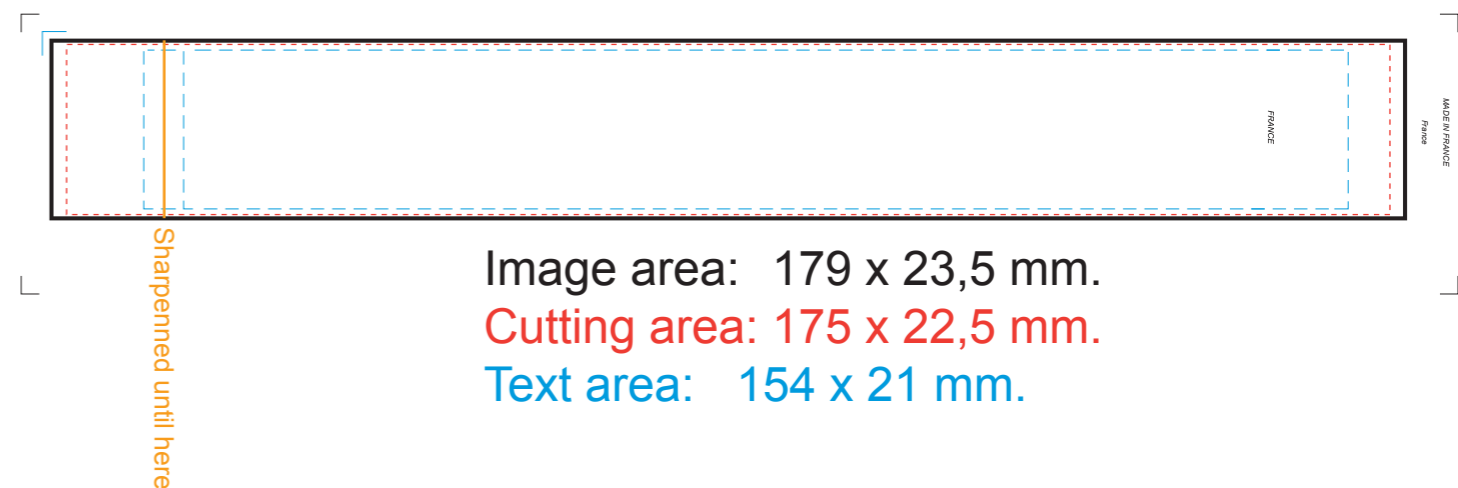 FRANCE
France
MADE IN FRANCE
Sharpenned until here
Image area: 179 x 23,5 mm.
Cutting area: 175 x 22,5 mm.
Text area: 154 x 21 mm.